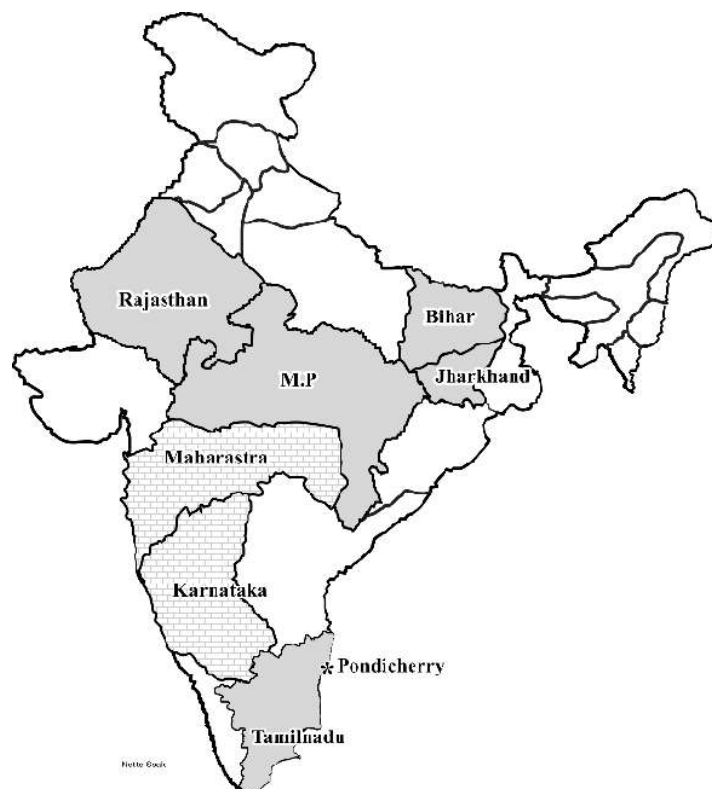 Rajasthan
Bihar
Jharkhand
M.P
Maharastra
Karnataka
* Pondicherry
Tamilnadu